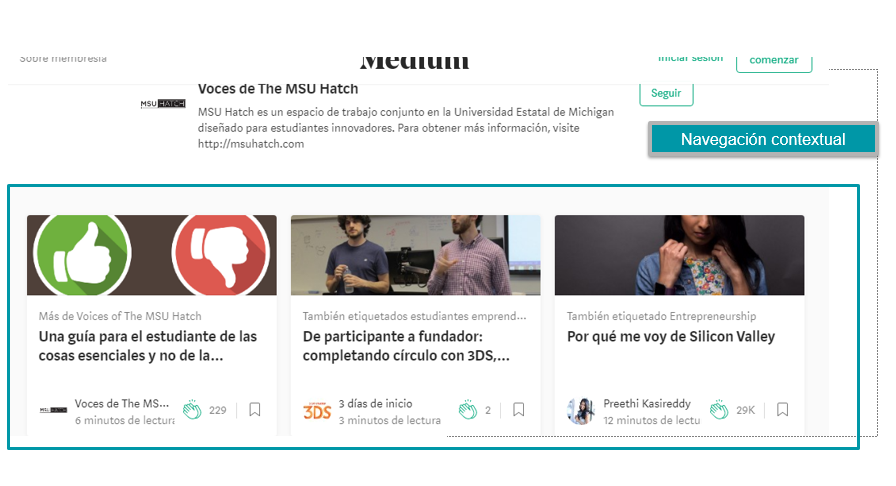 Sobre membresía
Medium
Iniciar sesión
comenzar
Voces de The MSU Hatch
Seguir
MSU HATCH
MSU Hatch es un espacio de trabajo conjunto en la Universidad Estatal de Michigan
diseñado para estudiantes innovadores. Para obtener más información, visite
http://msuhatch.com
Navegación contextual
Más de Voices of The MSU Hatch
Una guía para el estudiante de las
cosas esenciales y no de la...
Voces de The MS...
6 minutos de lectura
229
También etiquetados estudiantes emprend...
De participante a fundador:
completando círculo con 3DS,...
3DS
3 días de inicio
3 minutos de lectura
2
También etiquetado Entrepreneurship
Por qué me voy de Silicon Valley
Preethi Kasireddy
12 minutos de lectu
29K